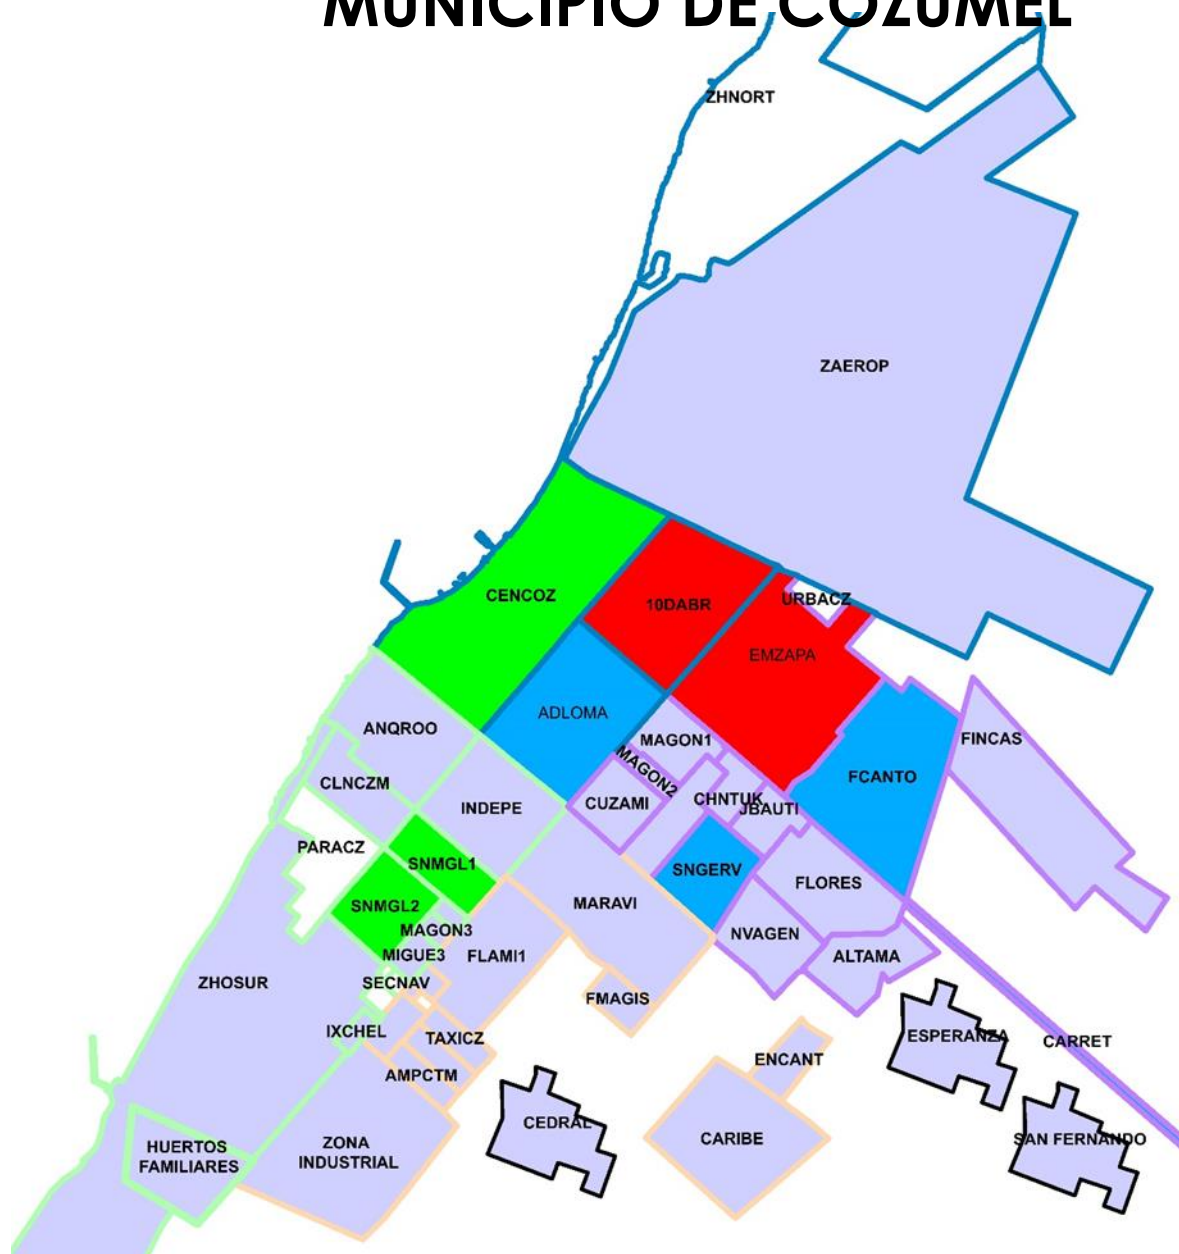 MUNICIPIO DE COZUMEL
ZHNORT
ZAEROP
CENCOZ
10DABR
URBACZ
EMZAPA
ADLOMA
ANQROO
MAGON1
FINCAS
MAGON2
FCANTO
CLNCZM
INDEPE
CUZAMI
CHNTUK
JBAUTI
PARACZ
SNMGL1
SNGERV
FLORES
SNMGL2
MARAVI
MAGON3
NVAGEN
MIGUE3
FLAMI1
ALTAMA
ZHOSUR
SECNAV
FMAGIS
IXCHEL
TAXICZ
ESPERANZA
CARRET
ENCANT
AMPCTM
CEDRAL
CARIBE
SAN FERNANDO
HUERTOS
FAMILIARES
ZONA
INDUSTRIAL